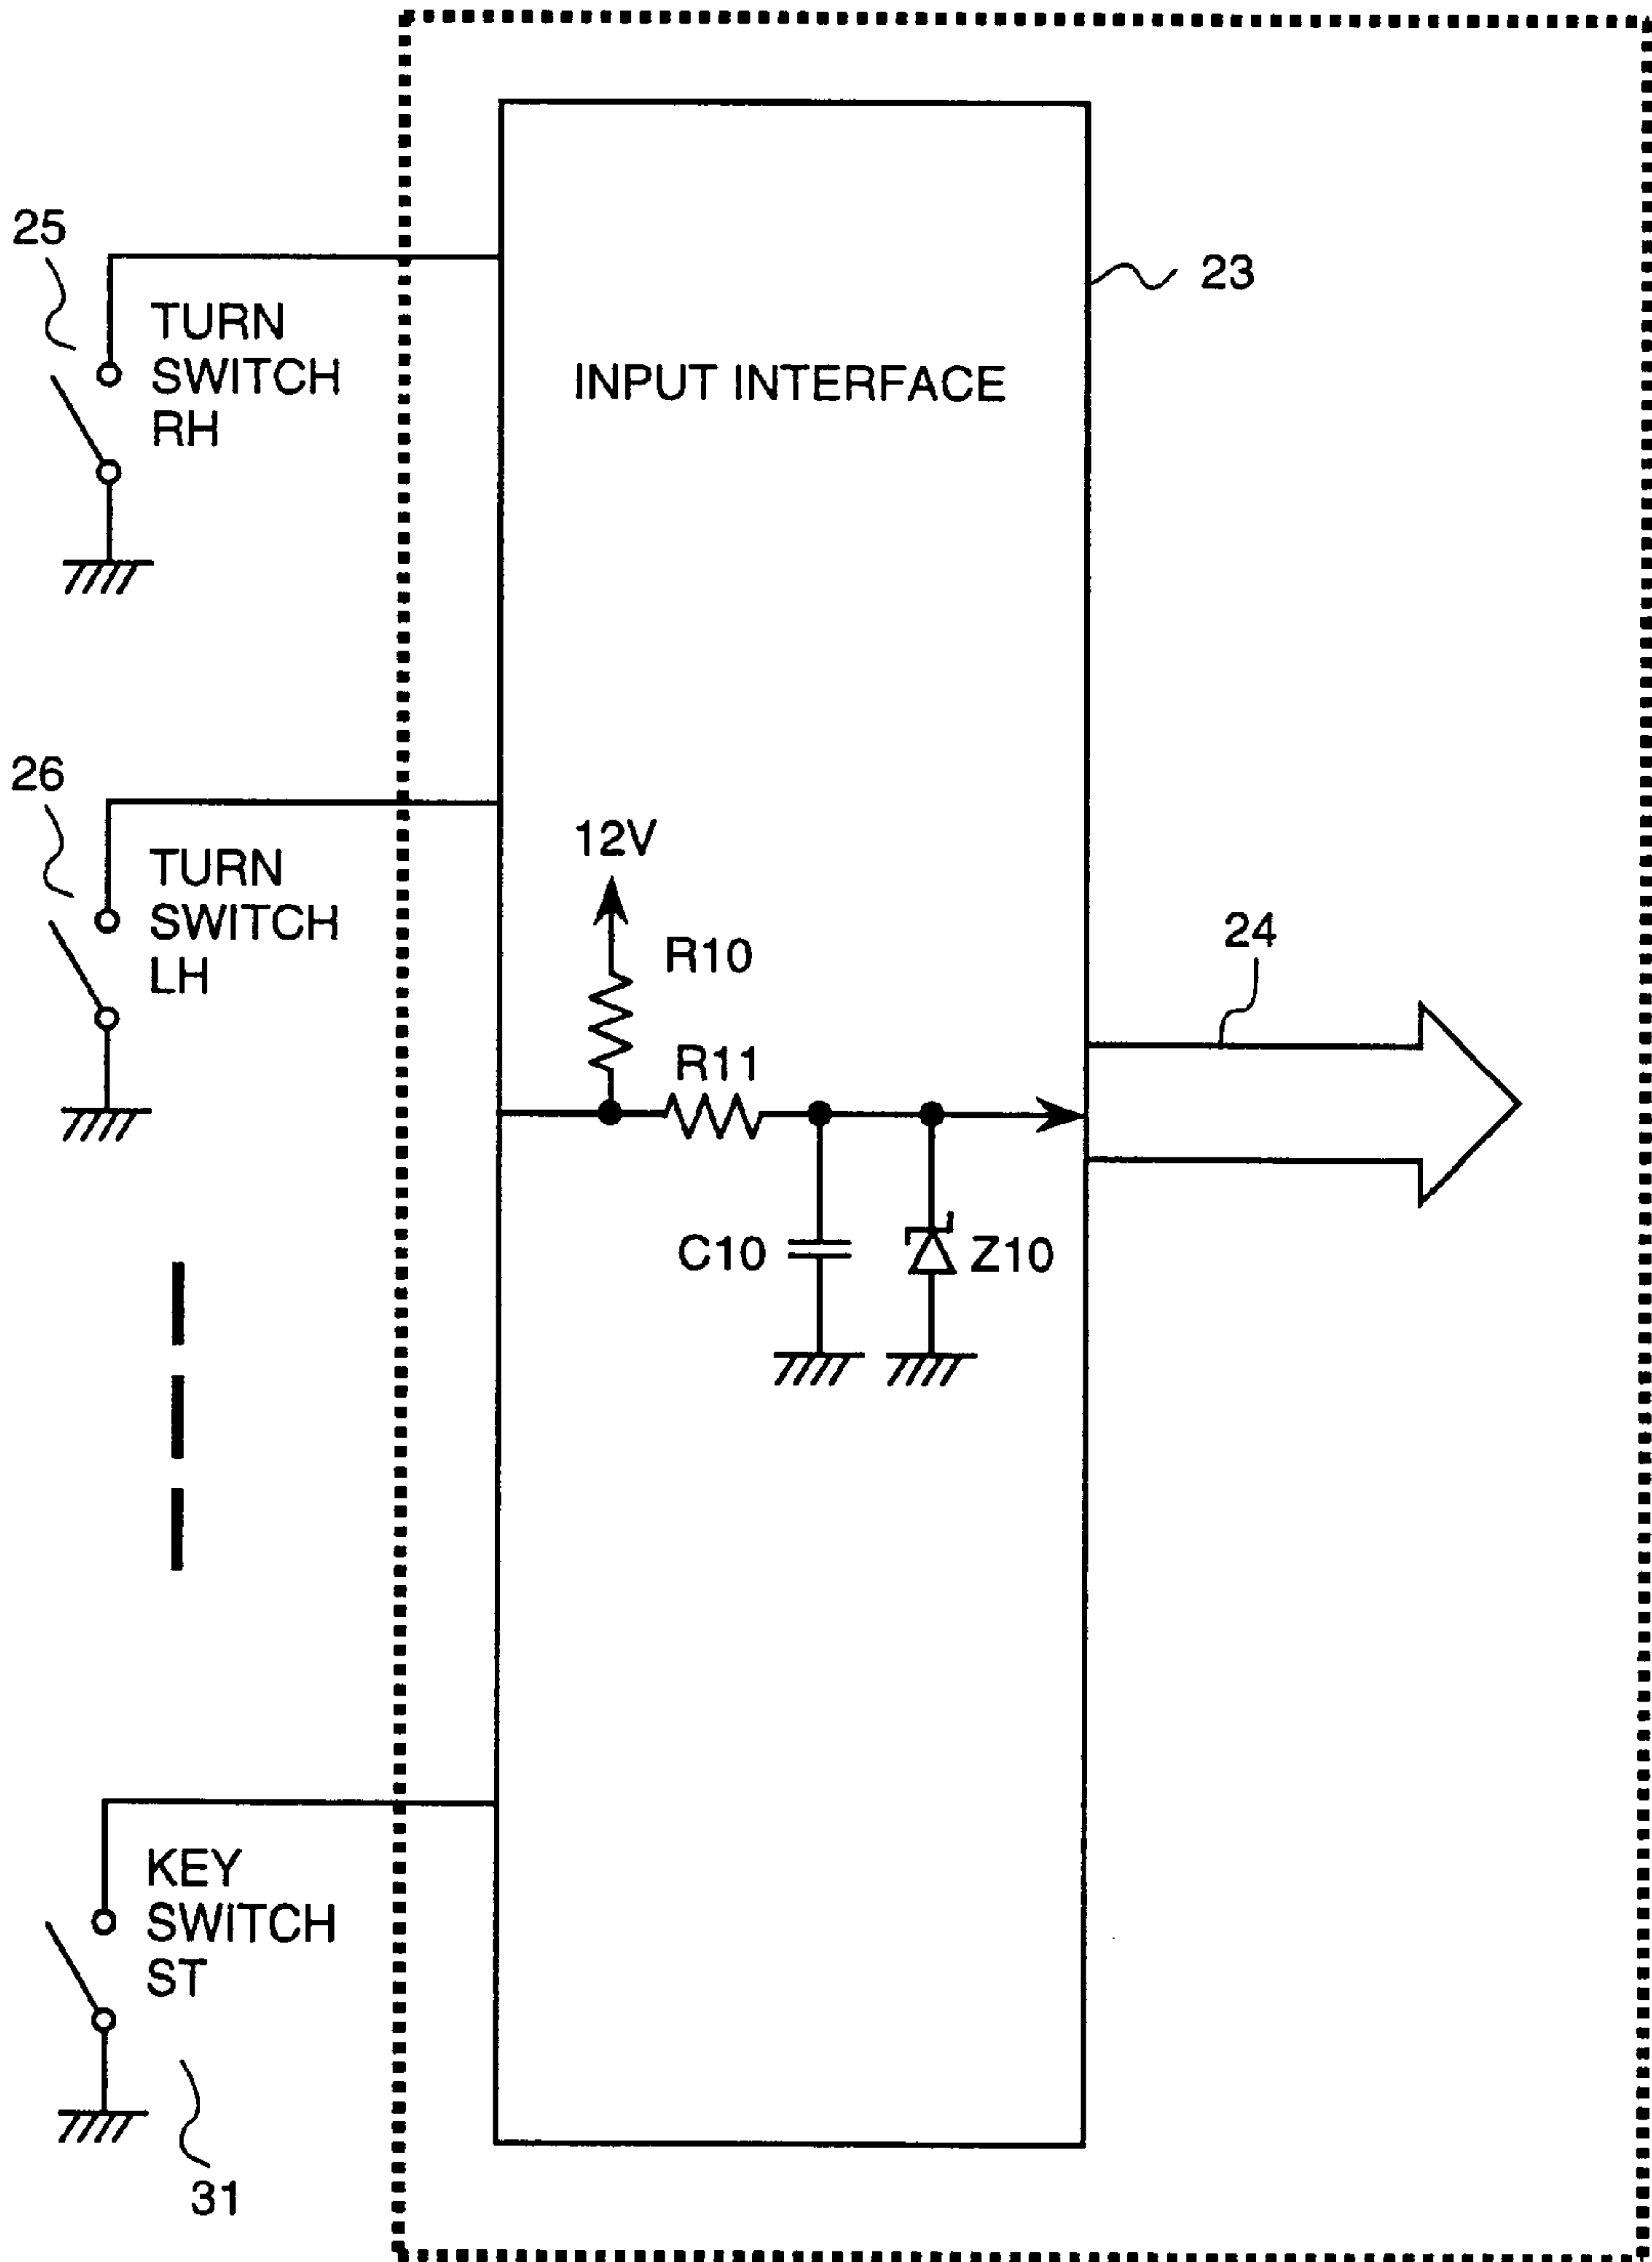 25
TURN
SWITCH
RH
INPUT INTERFACE
23
26
TURN
SWITCH
LH
12V
R10
R11
24
C10
Z10
KEY
SWITCH
ST
31